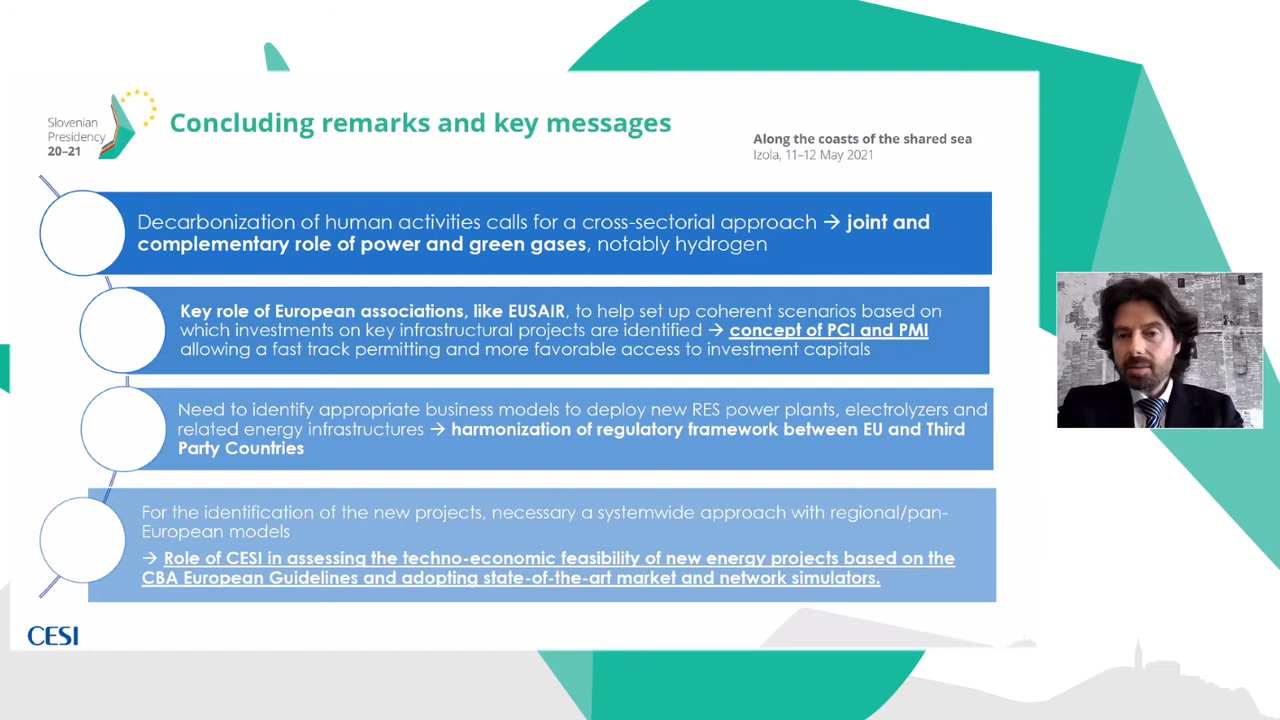 Slovenian
Presidency
20–21
Concluding remarks and key messages
Along the coasts of the shared sea
Izola, 11–12 May 2021
Decarbonization of human activities calls for a cross-sectorial approach → joint and
complementary role of power and green gases, notably hydrogen
Key role of European associations, like EUSAIR, to help set up coherent scenarios based on
which investments on key infrastructural projects are identified → concept of PCI and PMI
allowing a fast track permitting and more favorable access to investment capitals
Need to identify appropriate business models to deploy new RES power plants, electrolyzers and
related energy infrastructures → harmonization of regulatory framework between EU and Third
Party Countries
For the identification of the new projects, necessary a systemwide approach with regional/pan-
European models
→ Role of CESI in assessing the techno-economic feasibility of new energy projects based on the
CBA European Guidelines and adopting state-of-the-art market and network simulators.
CESI